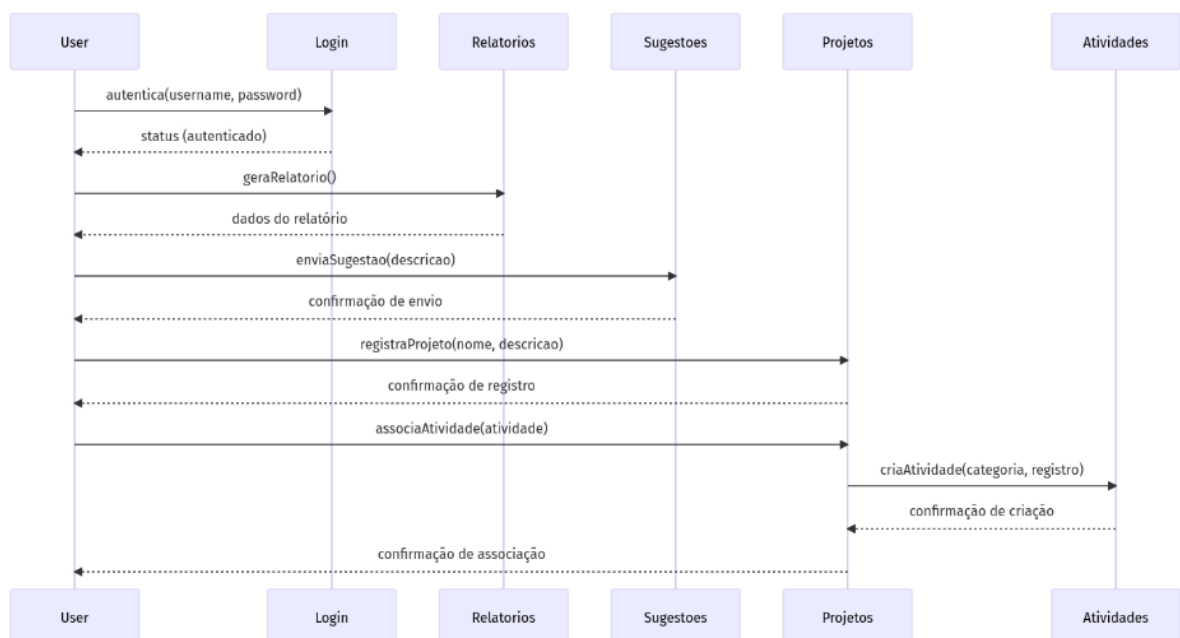 User Login Relatorios Sugestoes Projetos Atividades
autentica(username, password)
status (autenticado)
geraRelatorio()
dados do relatório
enviaSugestao(descricao)
confirmação de envio
registraProjeto(nome, descricao)
confirmação de registro
associaAtividade(atividade)
criaAtividade(categoria, registro)
confirmação de criação
confirmação de associação
User Login Relatorios Sugestoes Projetos Atividades